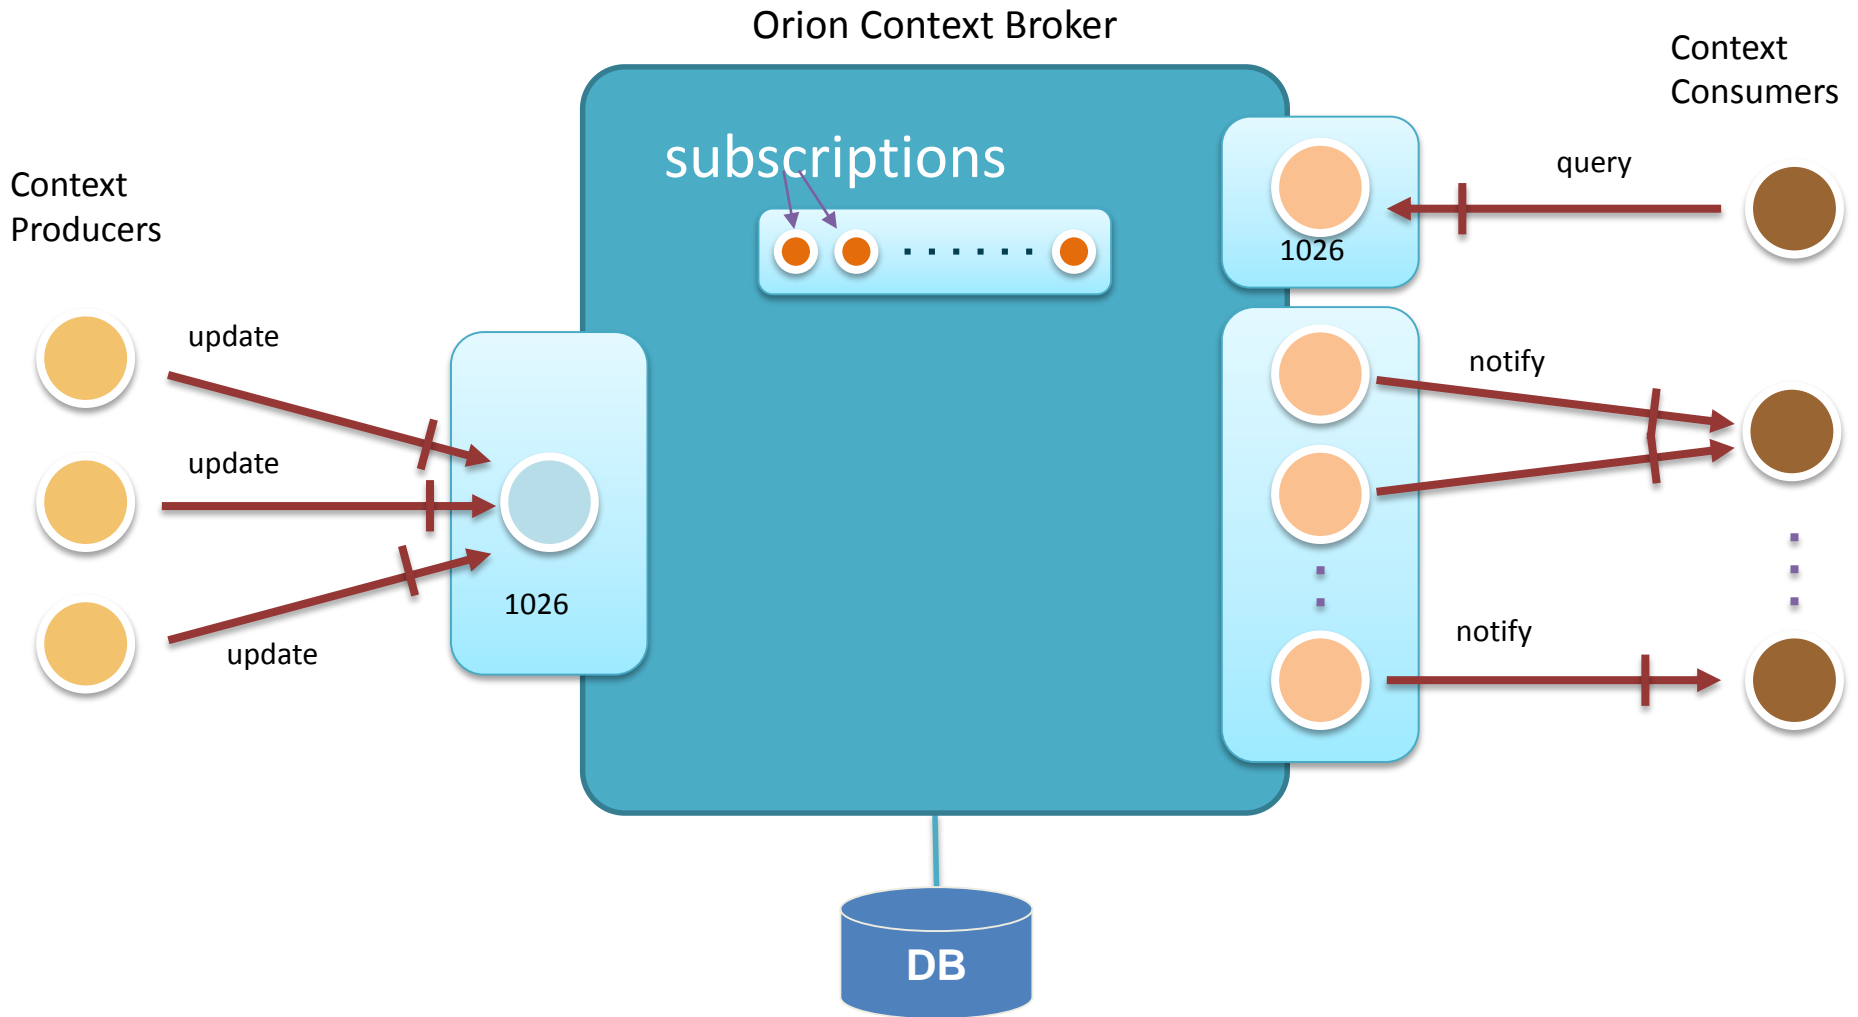 Orion Context Broker
Context
Consumers
subscriptions
query
Context
Producers
1026
update
notify
update
1026
notify
update
DB